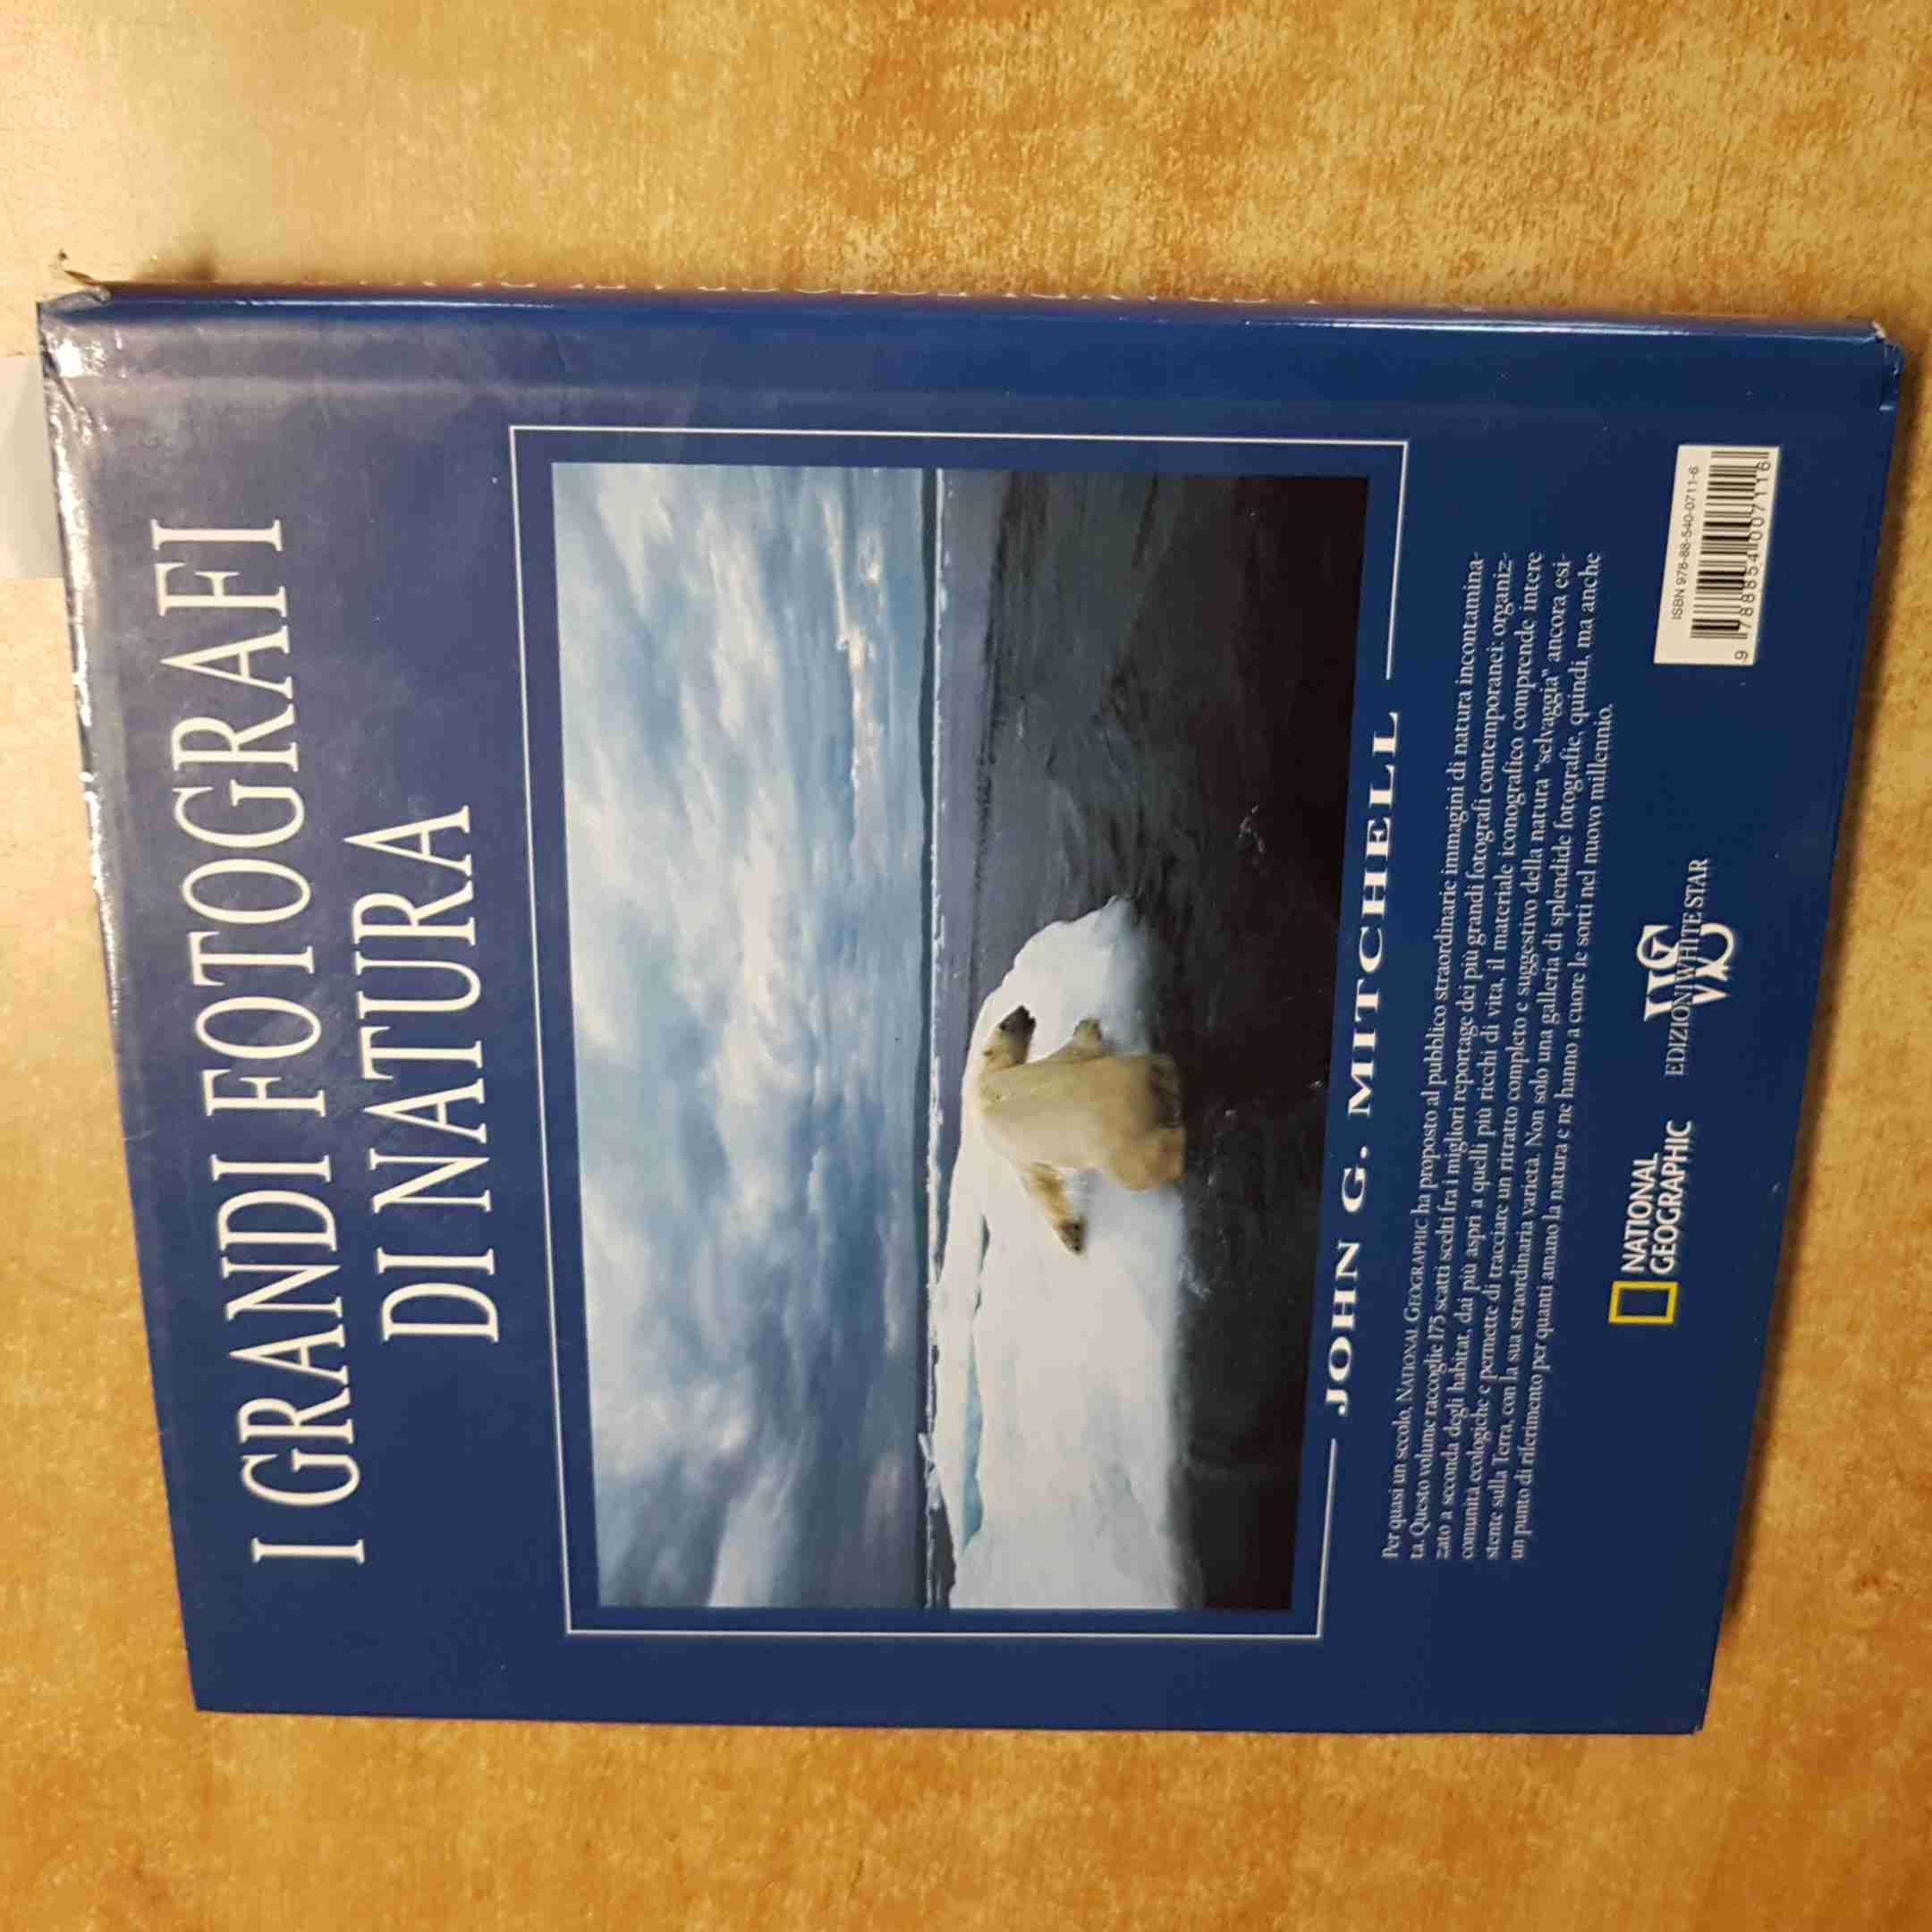 I GRANDI FOTOGRAFI
DI NATURA
JOHN G. MITCHELL
Per quasi un secolo, NATIONAL GEOGRAPHIC ha proposto al pubblico straordinarie immagini di natura incontamina-
ta. Questo volume raccoglie 175 scatti scelti fra i migliori reportage dei più grandi fotografi contemporanei: organiz-
zato a seconda degli habitat, dai più aspri a quelli più ricchi di vita, il materiale iconografico comprende intere
comunità ecologiche e permette di tracciare un ritratto completo e suggestivo della natura “selvaggia” ancora esi-
stente sulla Terra, con la sua straordinaria varietà. Non solo una galleria di splendide fotografie, quindi, ma anche
un punto di riferimento per quanti amano la natura e ne hanno a cuore le sorti nel nuovo millennio.
NATIONAL
GEOGRAPHIC
EDIZIONI WHITE STAR
ISBN 978-88-540-0711-6
9 788854 007116